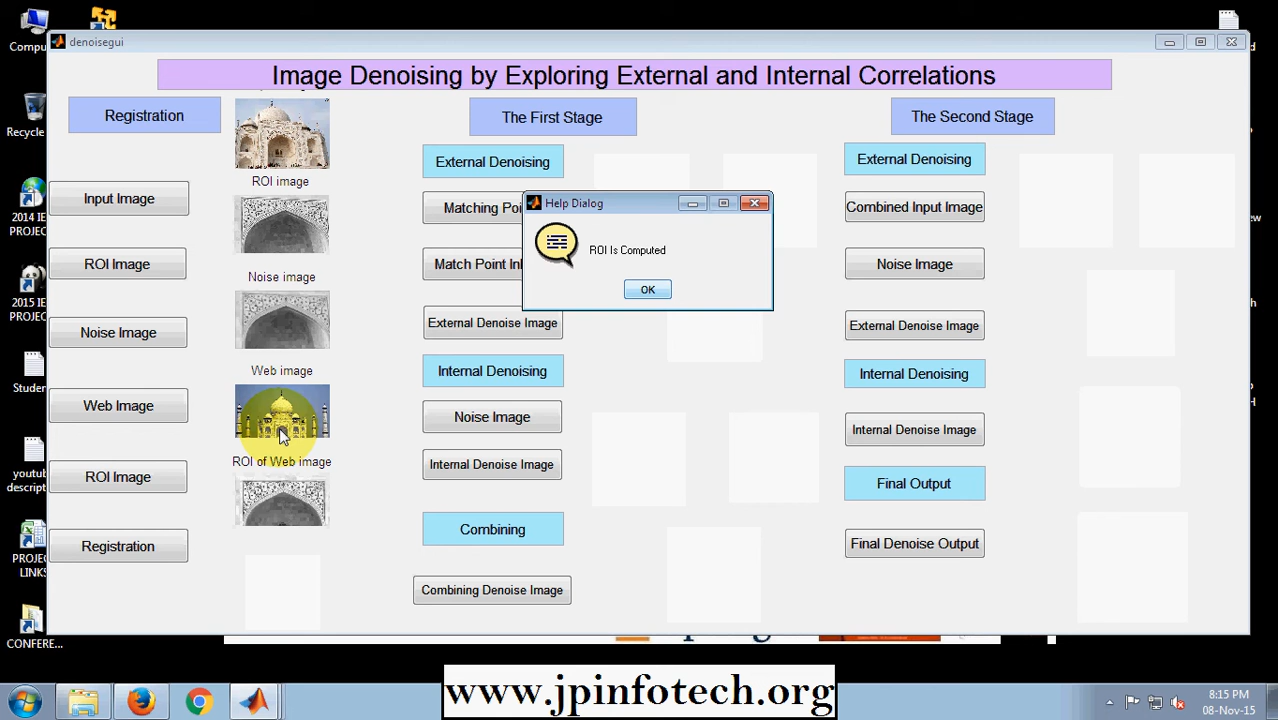 Compu
denoisegui
Image Denoising by Exploring External and Internal Correlations
Registration
ROI image
Input Image
Noise image
ROI Image
Noise Image
Web image
Web Image
ROI of Web image
ROI Image
Registration
The First Stage
External Denoising
Matching Poi
Match Point In
External Denoise Image
Internal Denoising
Noise Image
Internal Denoise Image
Combining
Combining Denoise Image
Help Dialog
ROI Is Computed
OK
The Second Stage
External Denoising
Combined Input Image
Noise Image
External Denoise Image
Internal Denoising
Internal Denoise Image
Final Output
Final Denoise Output
Recycle
2014 IE
PROJEC
2015 IE
PROJEC
Studen
youtub
descript
PROJEC
LINKS
CONFERE...
www.jpinfotech.org
8:15 PM
08-Nov-15